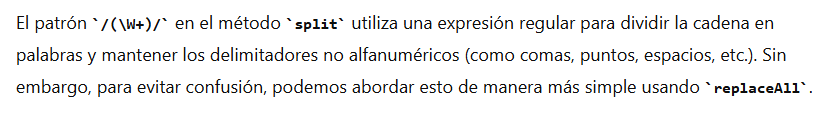 El patrón `/(\W+)/` en el método `split` utiliza una expresión regular para dividir la cadena en
palabras y mantener los delimitadores no alfanuméricos (como comas, puntos, espacios, etc.). Sin
embargo, para evitar confusión, podemos abordar esto de manera más simple usando `replaceAll`.